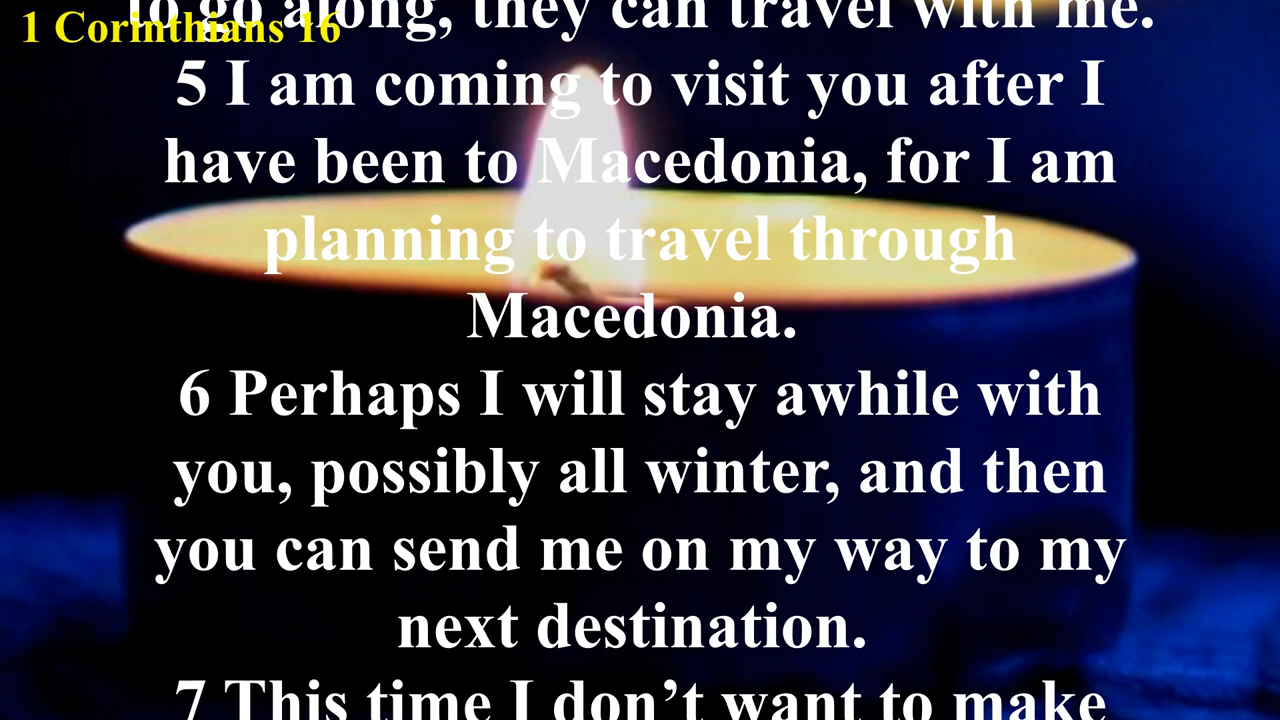 to go along, they can travel with me.
1 Corinthians 16
5 I am coming to visit you after I
have been to Macedonia, for I am
planning to travel through
Macedonia.
6 Perhaps I will stay awhile with
you, possibly all winter, and then
you can send me on my way to my
next destination.
7 This time I don’t want to make